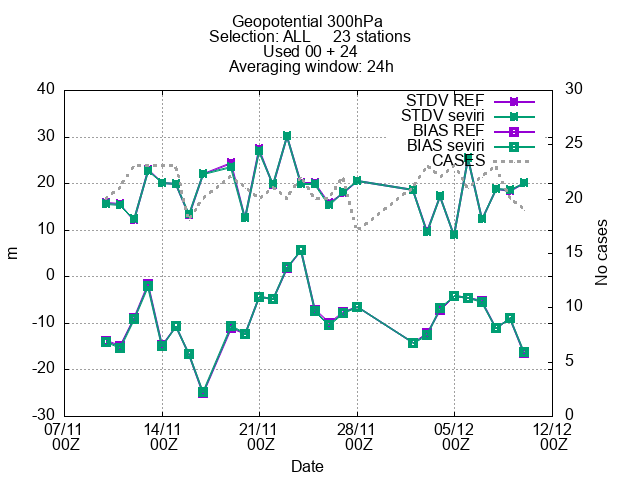 Geopotential 300hPa
Selection: ALL     23 stations
Used 00 + 24
Averaging window: 24h
STDV REF
STDV seviri
BIAS REF
BIAS seviri
CASES
40
30
20
10
0
-10
-20
-30
m
30
25
20
15
10
5
0
No cases
07/11 14/11 21/11 28/11 05/12 12/12
00Z 00Z 00Z 00Z 00Z 00Z
Date